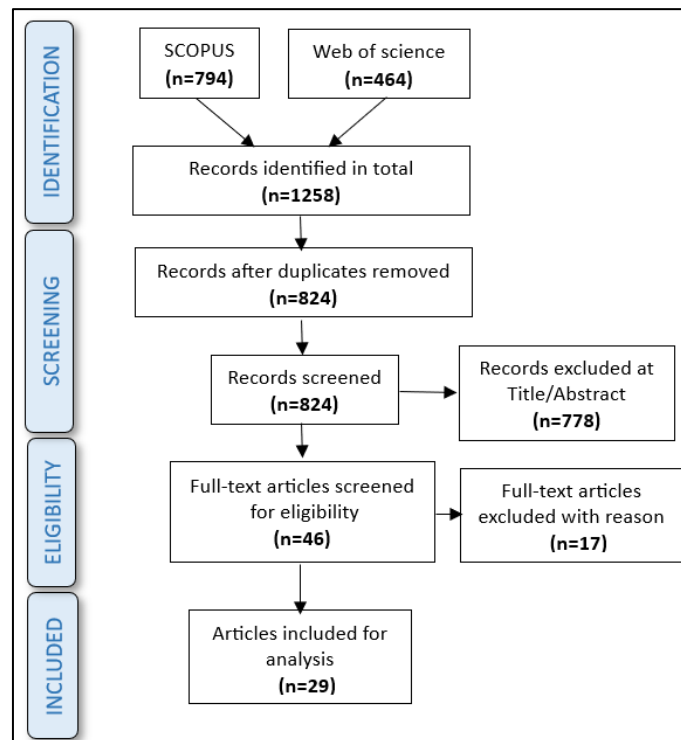 IDENTIFICATION
SCOPUS
(n=794)
Web of science
(n=464)
Records identified in total
(n=1258)
SCREENING
Records after duplicates removed
(n=824)
Records screened
(n=824)
Records excluded at
Title/Abstract
(n=778)
ELIGIBILITY
Full-text articles screened
for eligibility
(n=46)
Full-text articles
excluded with reason
(n=17)
INCLUDED
Articles included for
analysis
(n=29)